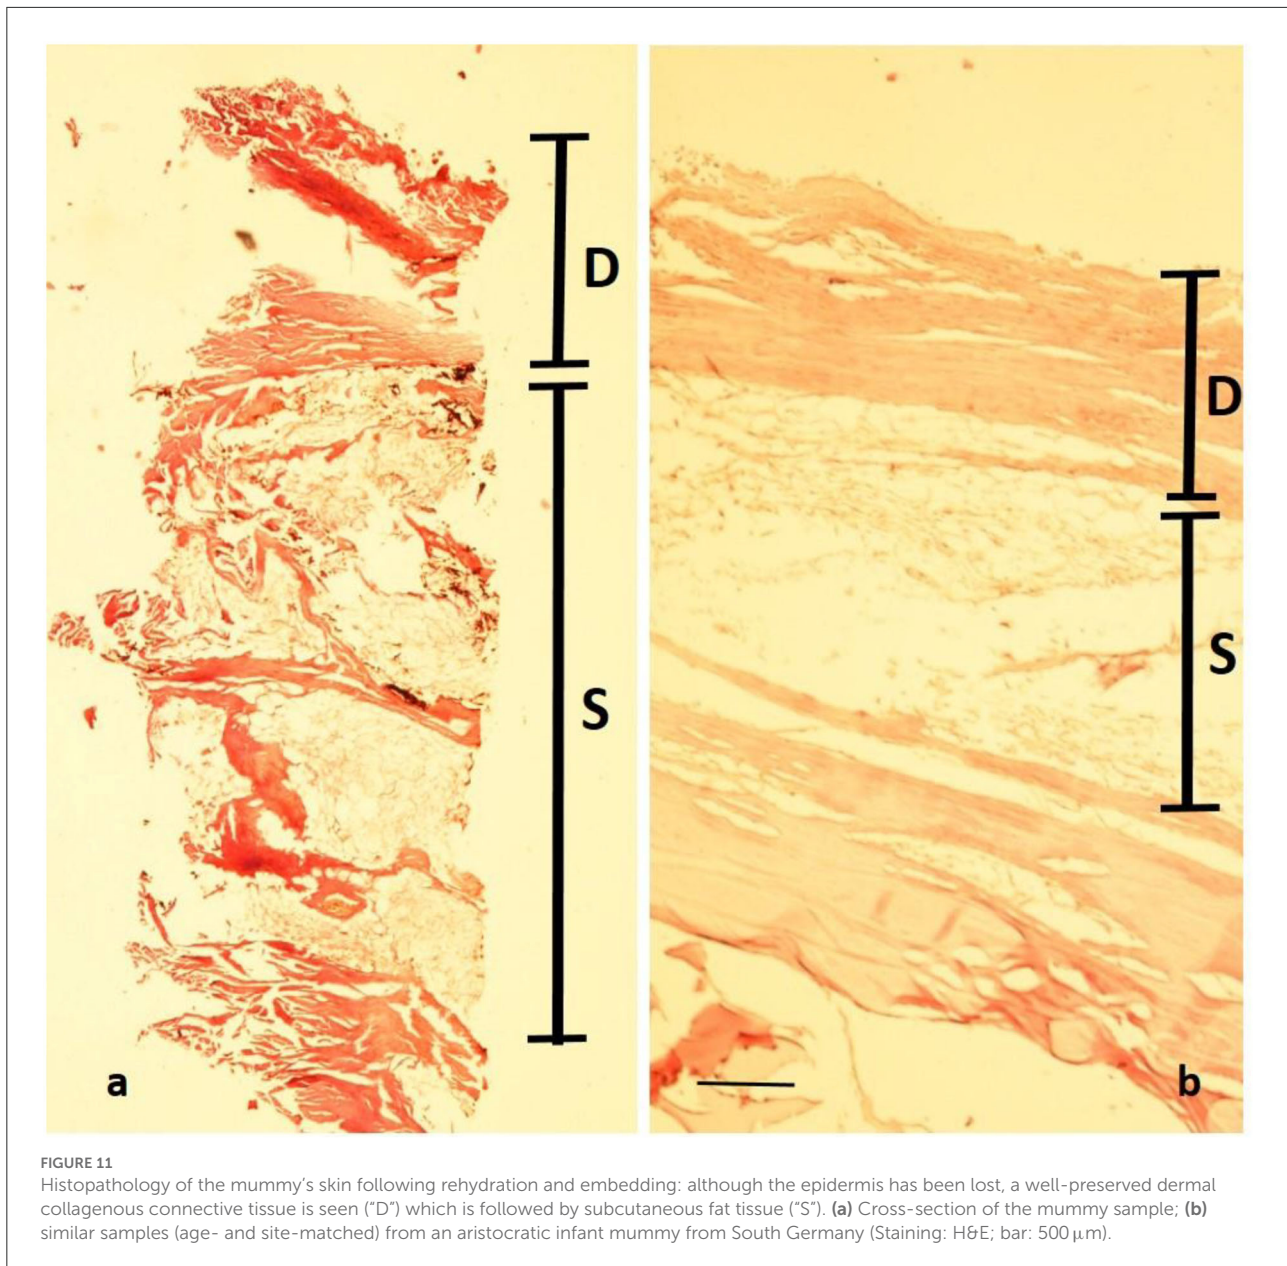 D
S
a
D
S
b
FIGURE 11
Histopathology of the mummy's skin following rehydration and embedding: although the epidermis has been lost, a well-preserved dermal
collagenous connective tissue is seen ("D") which is followed by subcutaneous fat tissue ("S"). (a) Cross-section of the mummy sample; (b)
similar samples (age- and site-matched) from an aristocratic infant mummy from South Germany (Staining: H&E; bar: 500 μm).